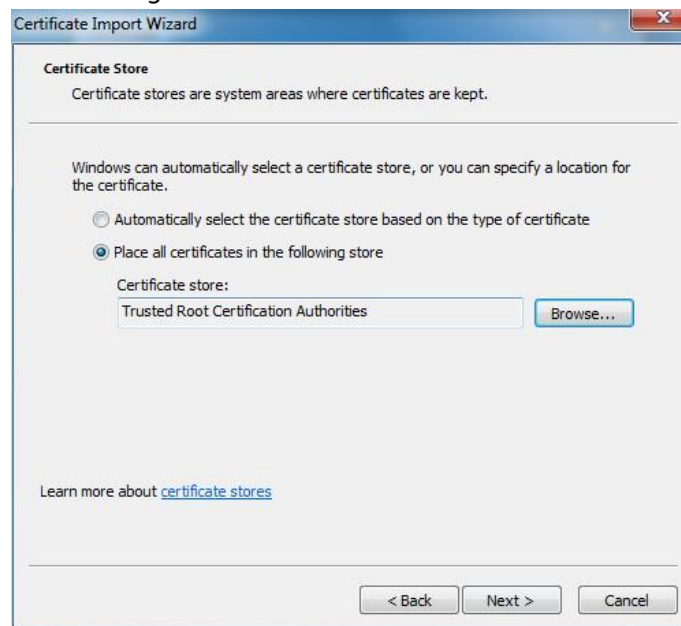 Certificate Import Wizard
Certificate Store
Certificate stores are system areas where certificates are kept.
Windows can automatically select a certificate store, or you can specify a location for
the certificate.
Automatically select the certificate store based on the type of certificate
Place all certificates in the following store
Certificate store:
Trusted Root Certification Authorities
Browse...
Learn more about certificate stores
< Back
Next >
Cancel